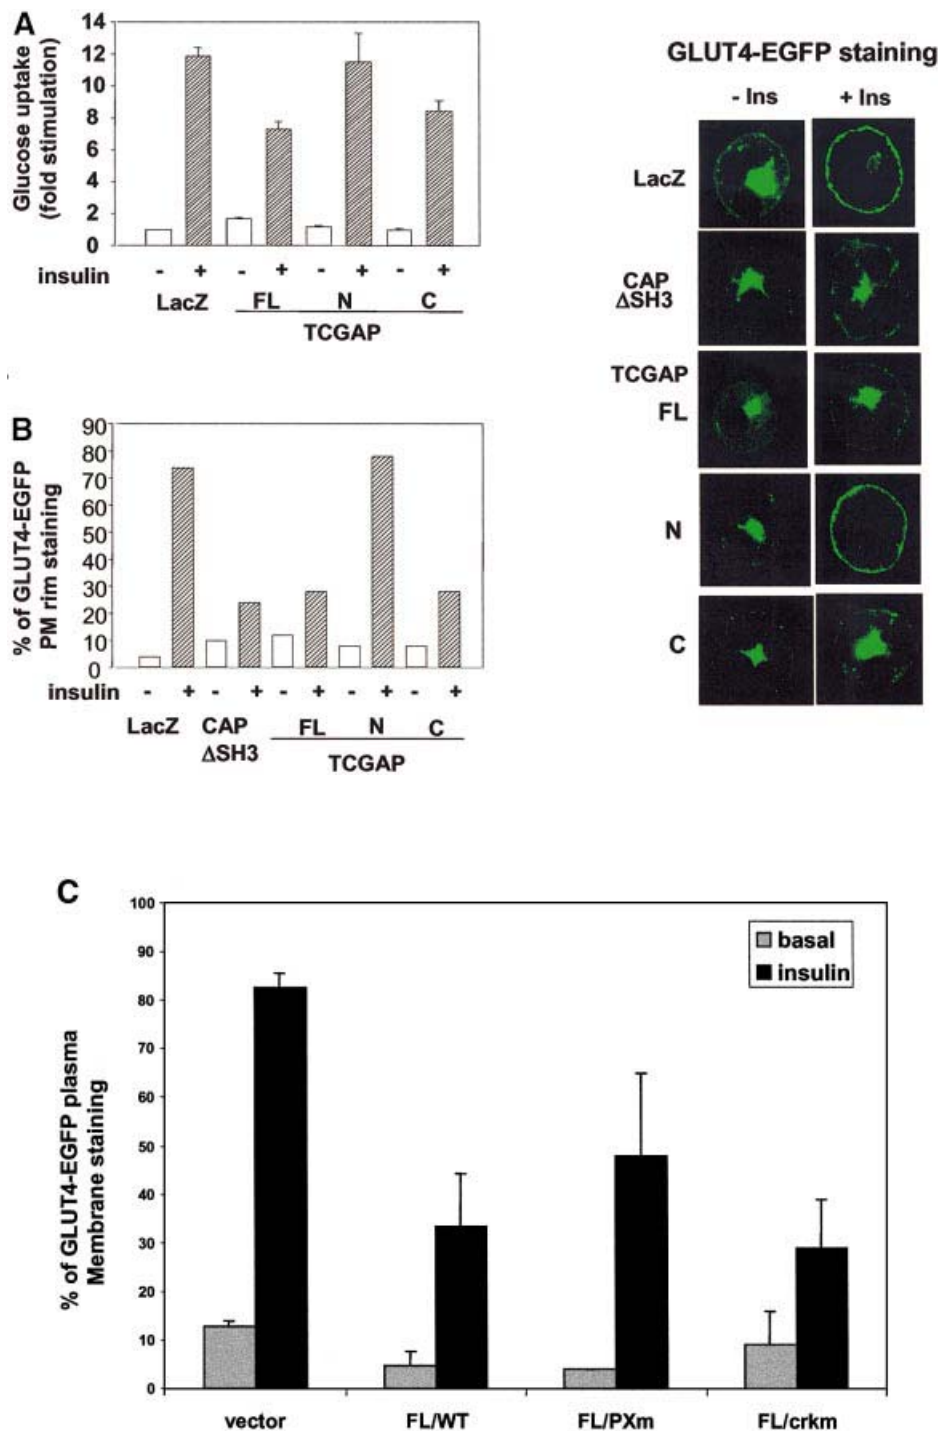 A
Glucose uptake
(fold stimulation)
14
12
10
8
6
4
2
0
insulin - + - + - + - +
LacZ FL N C
TCGAP
B
% of GLUT4-EGFP
PM rim staining
90
80
70
60
50
40
30
20
10
0
insulin - + - + - + - + - +
LacZ CAP FL N C
ΔSH3
TCGAP
GLUT4-EGFP staining
- Ins + Ins
LacZ
CAP
ΔSH3
TCGAP
FL
N
C
C
% of GLUT4-EGFP plasma
Membrane staining
100
90
80
70
60
50
40
30
20
10
0
basal
insulin
vector FL/WT FL/PXm FL/crkm